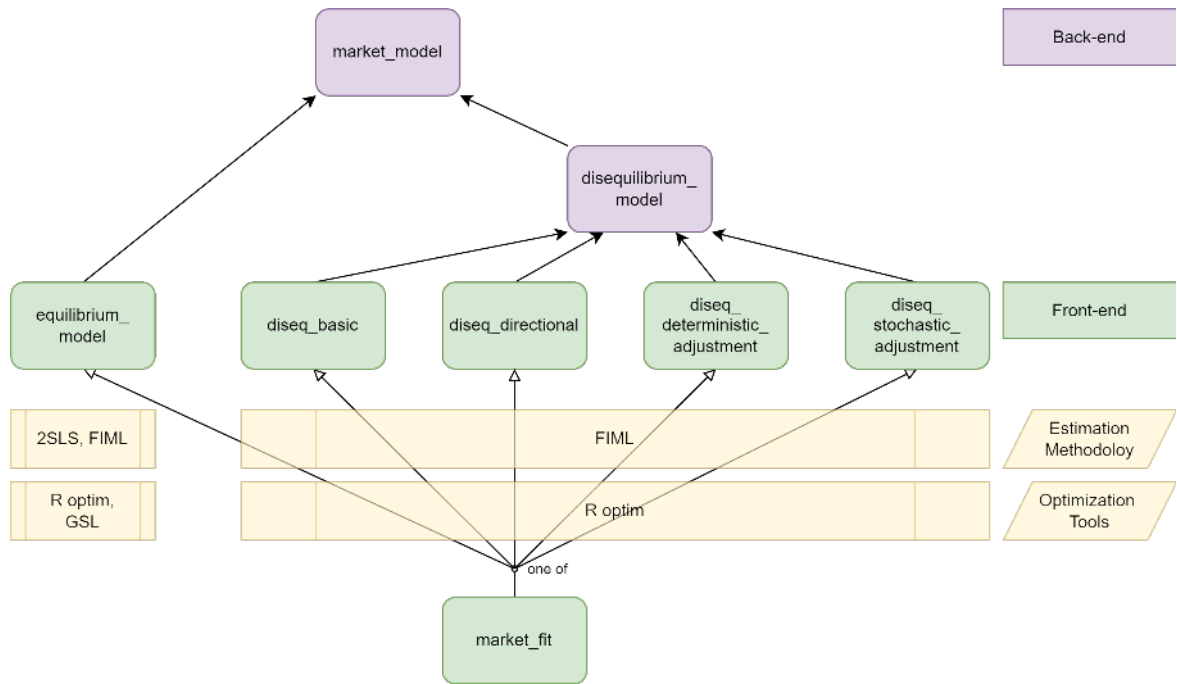 market_model
Back-end
disequilibrium_
model
equilibrium_
model
diseq_basic
diseq_directional
diseq_
deterministic_
adjustment
diseq_
stochastic_
adjustment
Front-end
2SLS, FIML
FIML
Estimation
Methodoloy
R optim,
GSL
R optim
Optimization
Tools
one of
market_fit